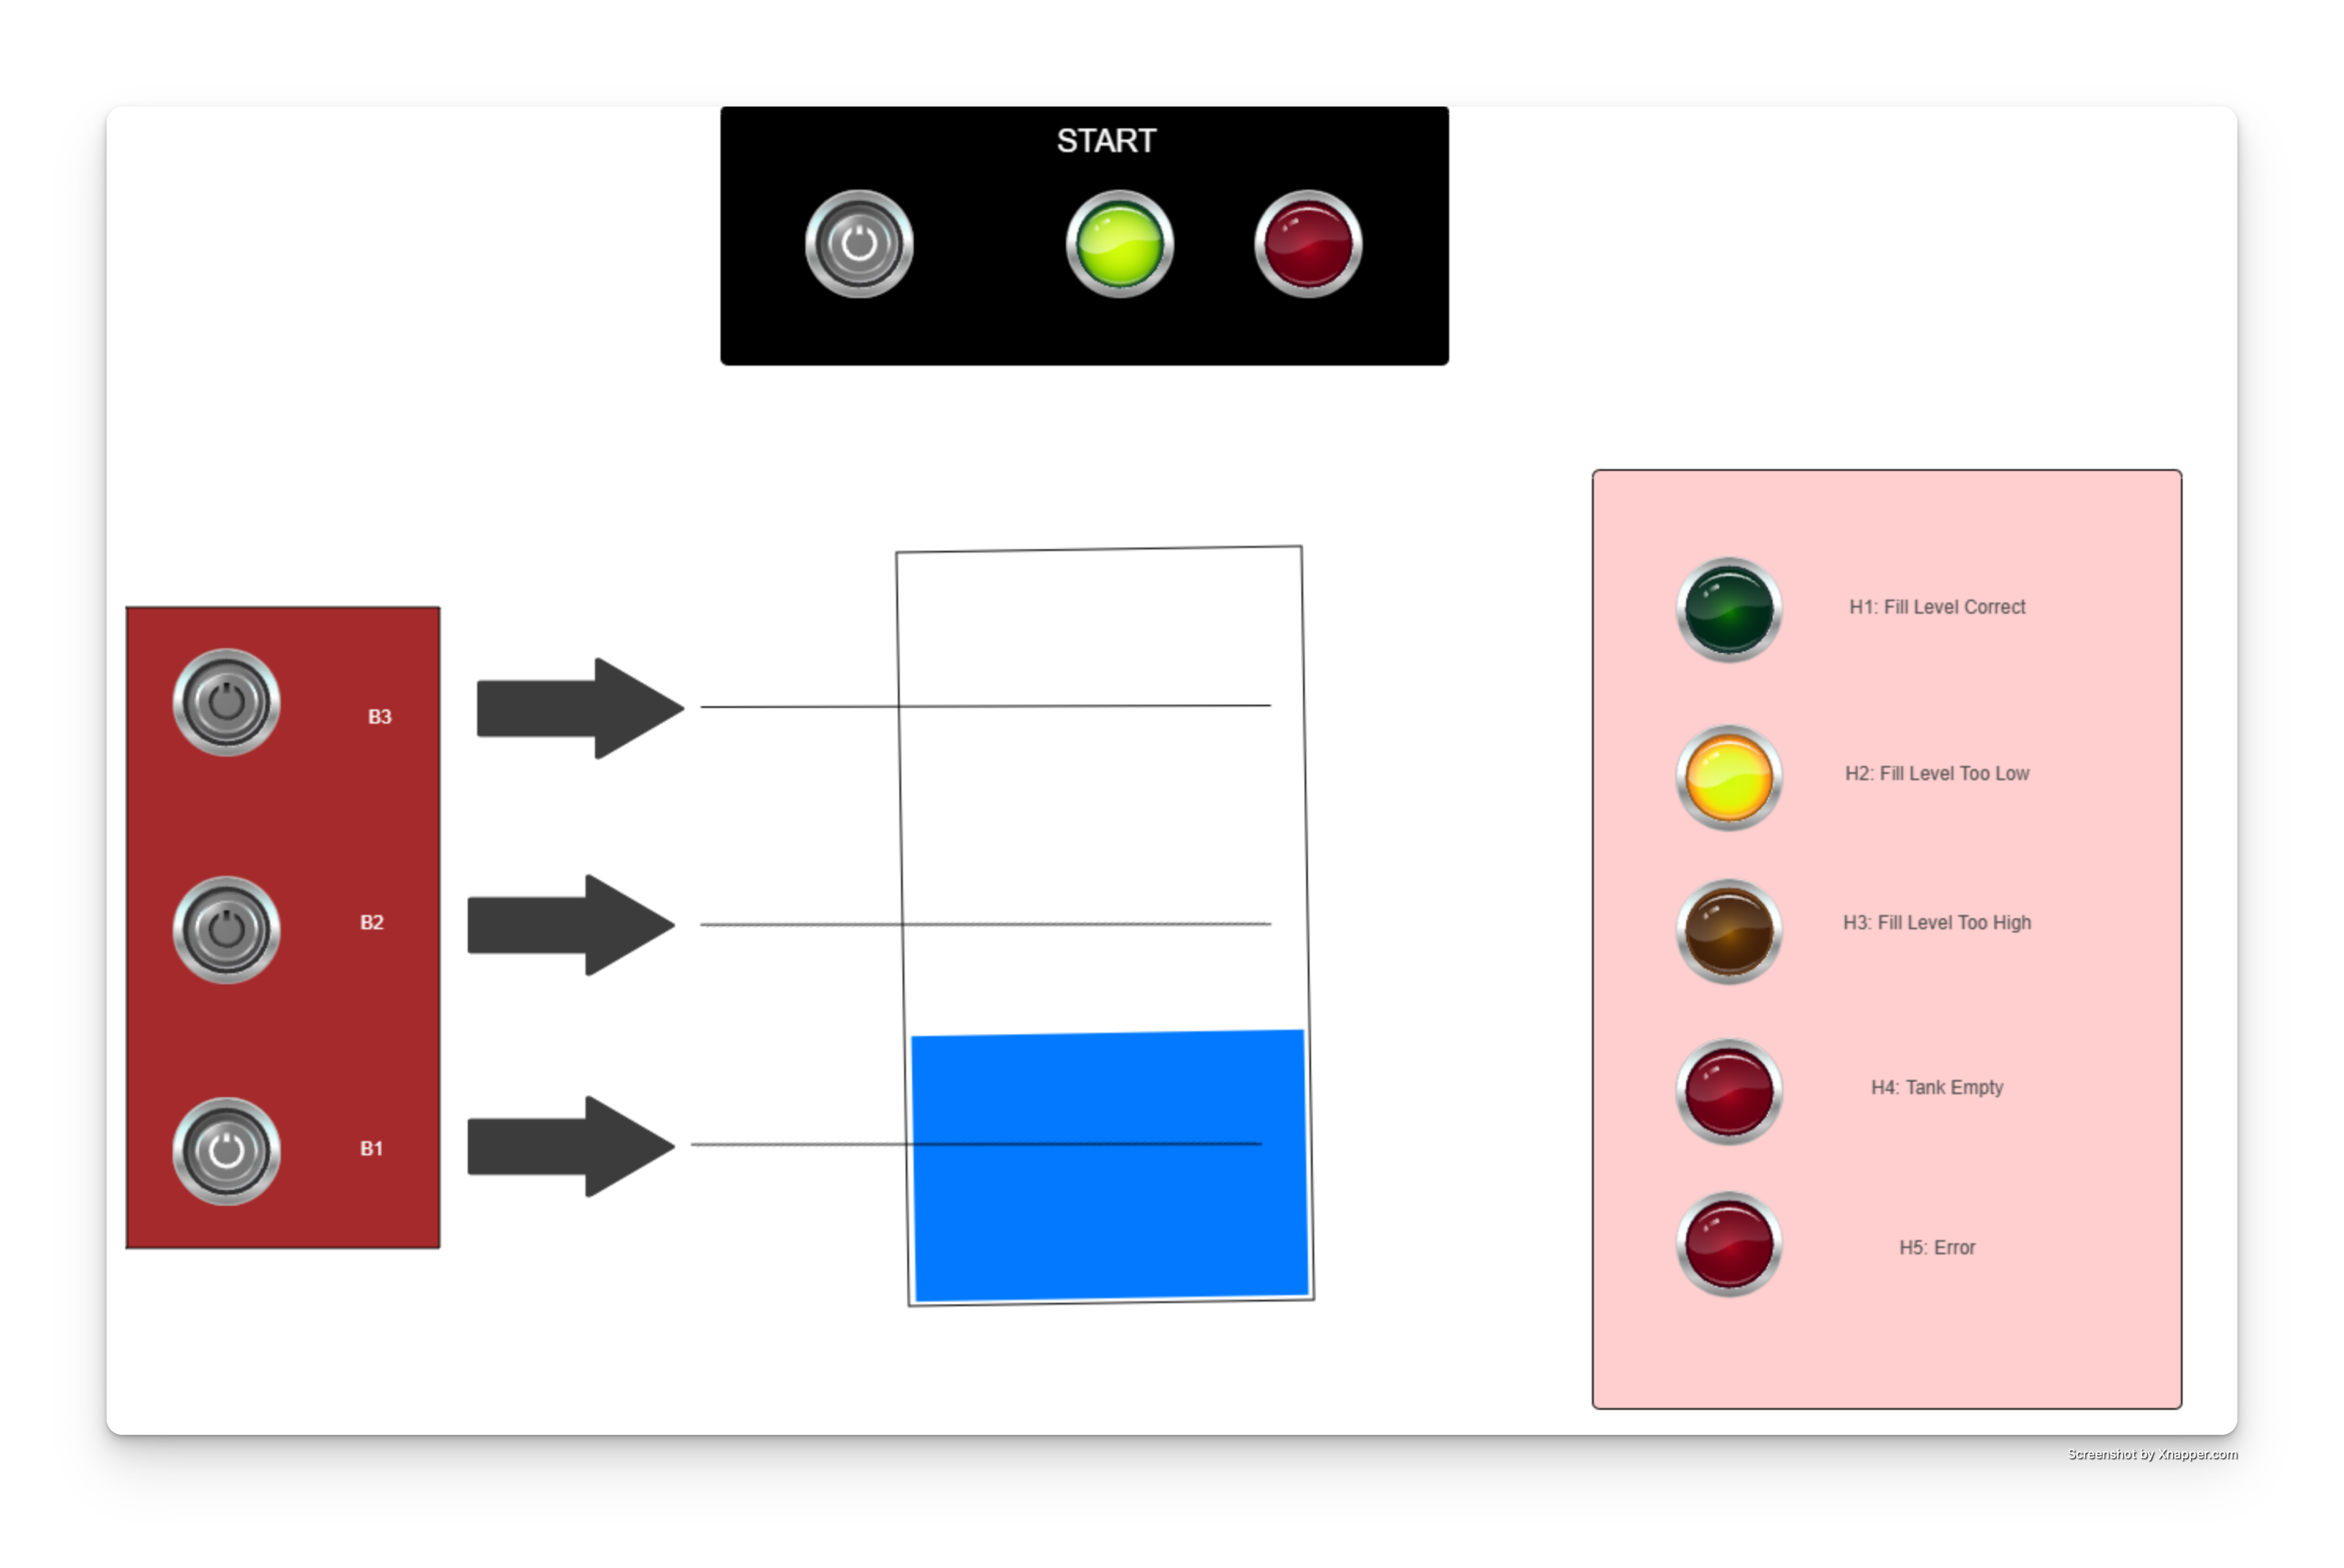 START
B3
B2
B1
H1: Fill Level Correct
H2: Fill Level Too Low
H3: Fill Level Too High
H4: Tank Empty
H5: Error
Screenshot by Xnapper.com